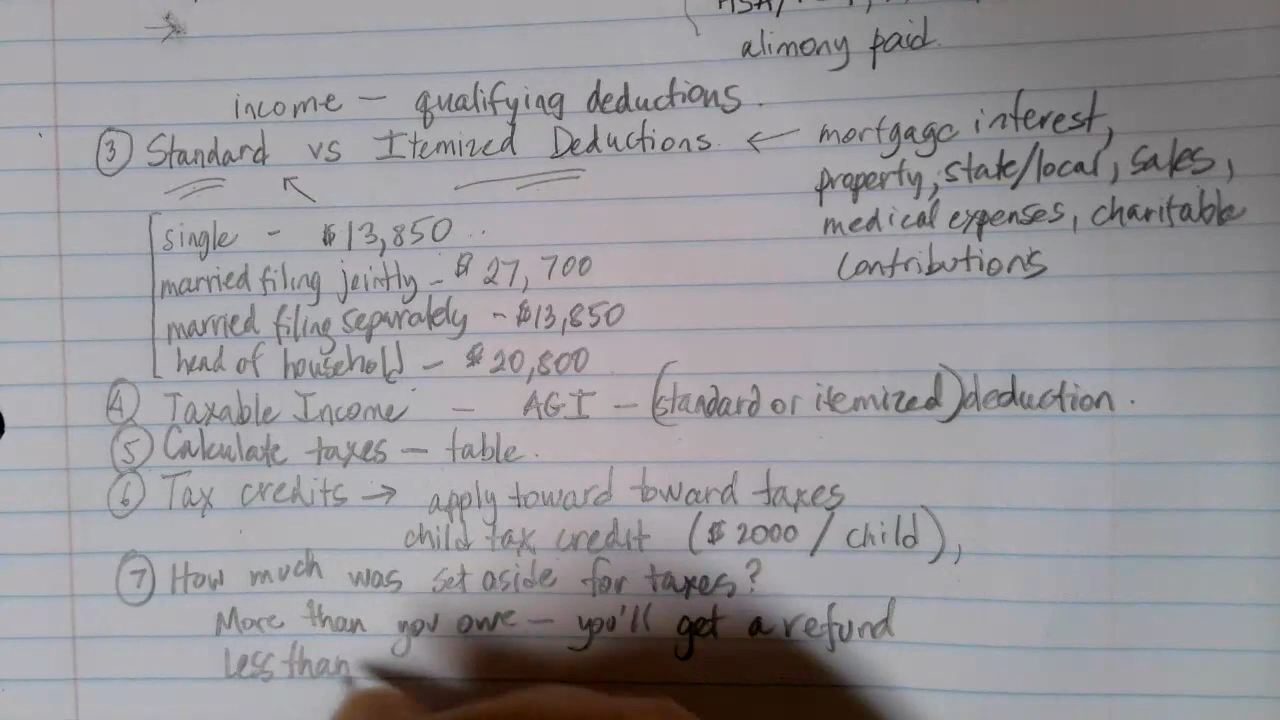 HSA/
alimony paid.
income - qualifying deductions.
③ Standard vs Itemized Deductions. ← mortgage interest,
property, state/local, sales,
medical expenses, charitable
contributions
single - $13,850
married filing jointly - $27,700
married filing separately - $13,850
head of household - $20,800
④ Taxable Income - AGI - (standard or itemized) deduction.
⑤ Calculate taxes - table.
⑥ Tax credits → apply toward toward taxes
child tax credit ($2000 / child),
⑦ How much was set aside for taxes?
More than you owe - you'll get a refund
Less than